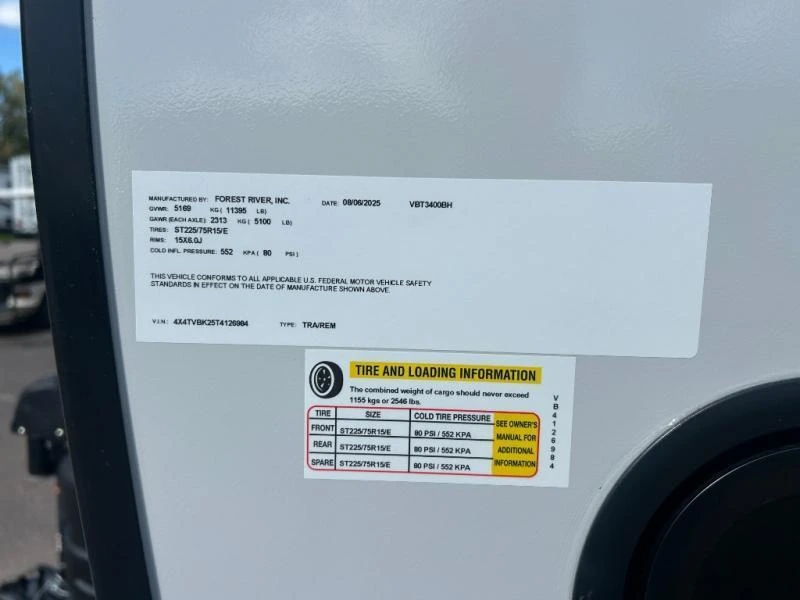 MANUFACTURED BY: FOREST RIVER, INC. DATE: 08/06/2025 VBT3400BH
GVWR: 5169 KG ( 11395 LB)
GAWR (EACH AXLE): 2313 KG ( 5100 LB)
TIRES: ST225/75R15/E
RIMS: 15X6.0J
COLD INFL. PRESSURE: 552 KPA ( 80 PSI )
THIS VEHICLE CONFORMS TO ALL APPLICABLE U.S. FEDERAL MOTOR VEHICLE SAFETY
STANDARDS IN EFFECT ON THE DATE OF MANUFACTURE SHOWN ABOVE.
V.I.N.: 4X4TVBK25T4126984 TYPE: TRA/REM
TIRE AND LOADING INFORMATION
The combined weight of cargo should never exceed
1155 kgs or 2546 lbs.
TIRE SIZE COLD TIRE PRESSURE
FRONT ST225/75R15/E 80 PSI / 552 KPA
REAR ST225/75R15/E 80 PSI / 552 KPA
SPARE ST225/75R15/E 80 PSI / 552 KPA
SEE OWNER'S
MANUAL FOR
ADDITIONAL
INFORMATION
VB4126984